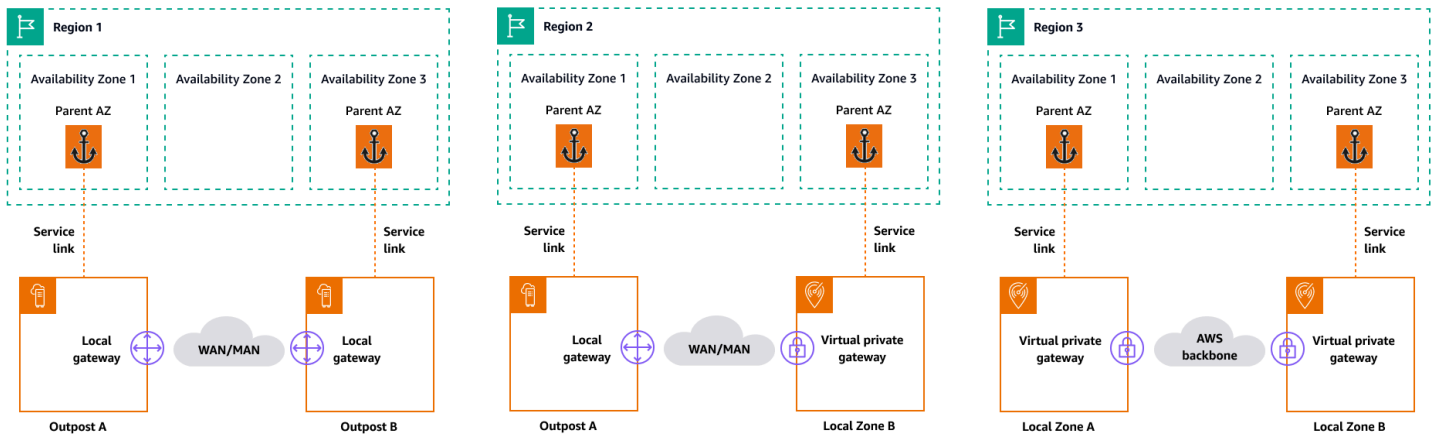 Region 1
Availability Zone 1
Availability Zone 2
Availability Zone 3
Parent AZ
Parent AZ
Service
link
Service
link
Local
gateway
WAN/MAN
Local
gateway
Outpost A
Outpost B
Region 2
Availability Zone 1
Availability Zone 2
Availability Zone 3
Parent AZ
Parent AZ
Service
link
Service
link
Local
gateway
WAN/MAN
Virtual private
gateway
Outpost A
Local Zone B
Region 3
Availability Zone 1
Availability Zone 2
Availability Zone 3
Parent AZ
Parent AZ
Service
link
Service
link
Virtual private
gateway
AWS
backbone
Virtual private
gateway
Local Zone A
Local Zone B